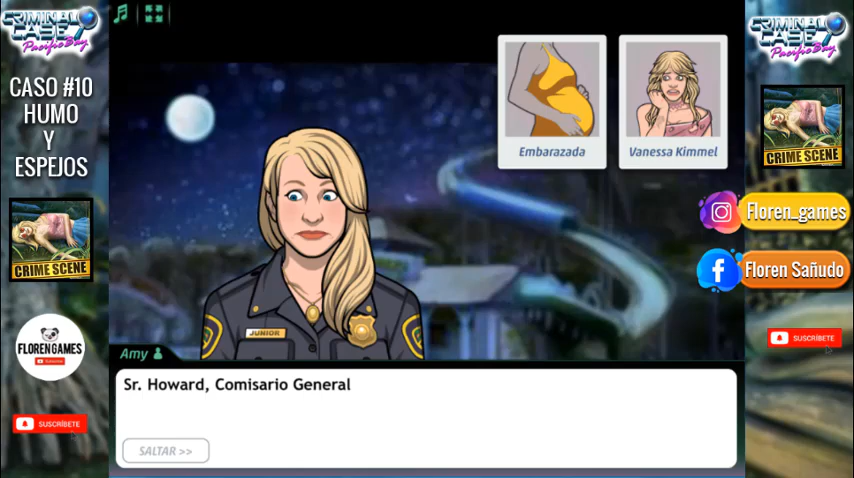 CRIMINAL
CASE
Pacific Bay
CASO #10
HUMO
Y
ESPEJOS
CRIME SCENE
FLOREN GAMES
SUSCRÍBETE
Embarazada
Vanessa Kimmel
JUNIOR
Amy
Sr. Howard, Comisario General
SALTAR >>
CRIMINAL
CASE
Pacific Bay
CRIME SCENE
Floren_games
Floren Sañudo
SUSCRÍBETE